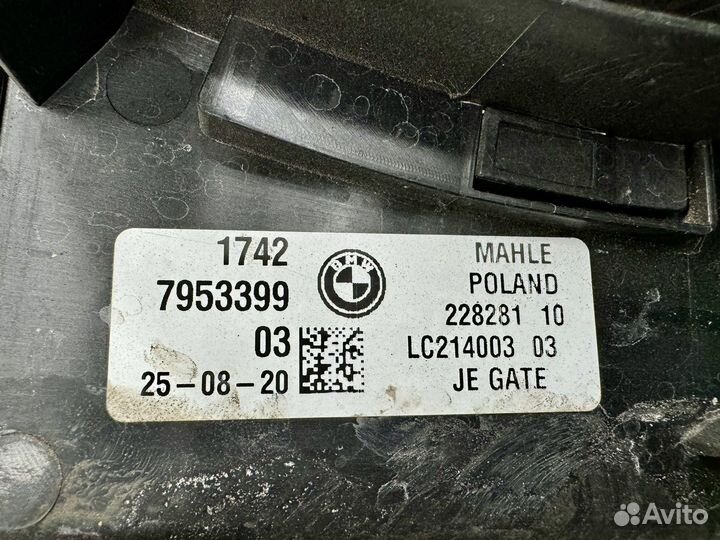 1742
7953399
03
25-08-20
BMW
MAHLE
POLAND
228281 10
LC214003 03
JE GATE
Avito